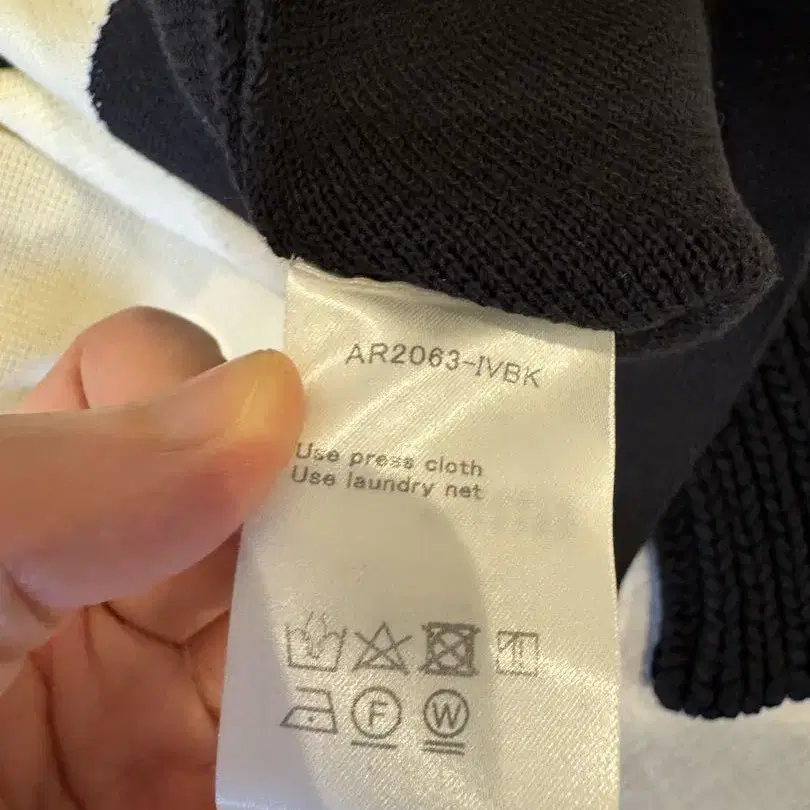 AR2063-IVBK
Use press cloth
Use laundry net
F W